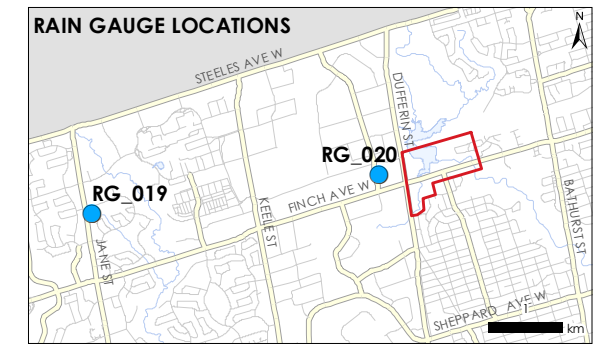 RAIN GAUGE LOCATIONS
N
STEELES AVE W
DUFFERIN ST
RG_020
RG_019
FINCH AVE W
KEELE ST
BATHURST ST
JANE ST
SHEPPARD AVE W
1
km